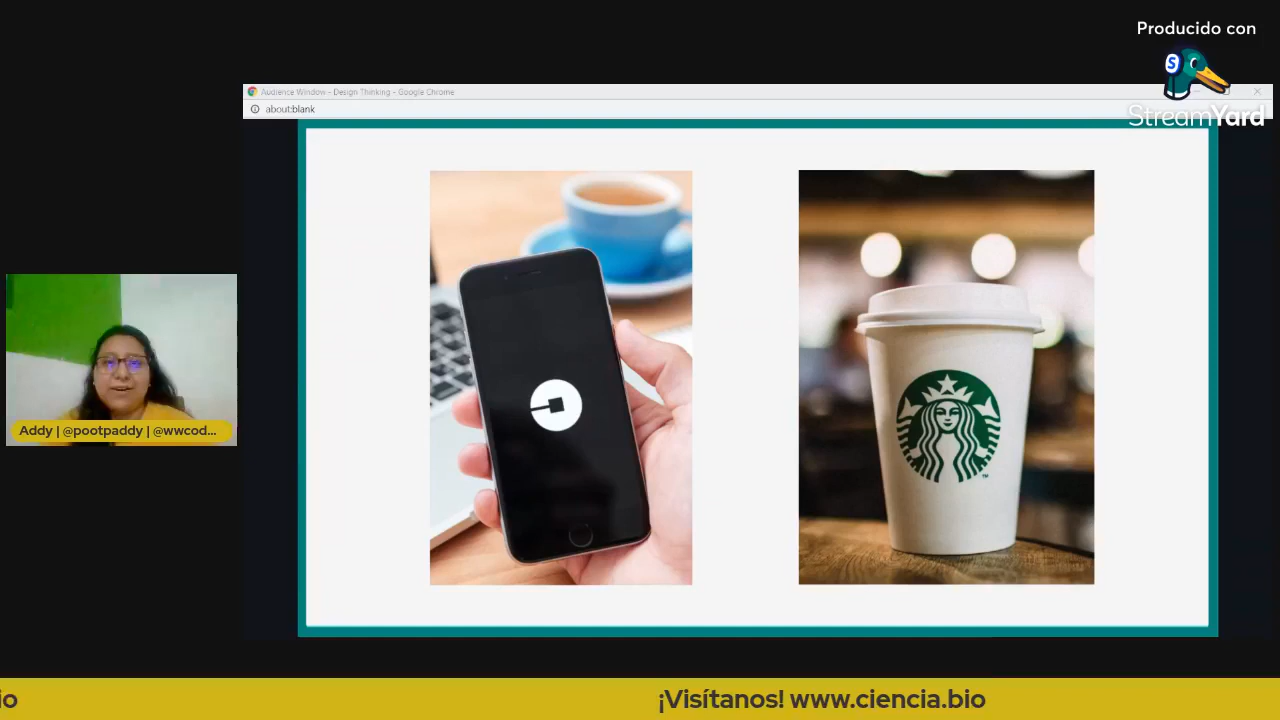 Producido con
S
StreamYard
Audience Window - Design Thinking - Google Chrome
about:blank
TM
Addy | @pootpaddy | @wwcod...
io
¡Visítanos! www.ciencia.bio